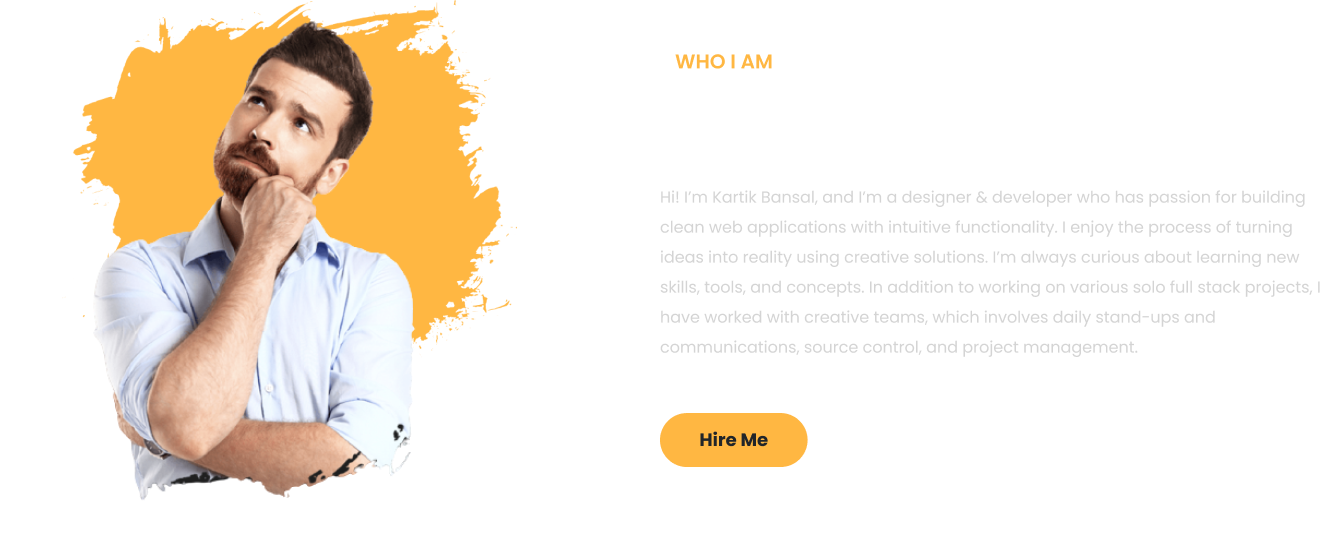 WHO I AM
Hi! I'm Kartik Bansal, and I'm a designer & developer who has passion for building
clean web applications with intuitive functionality. I enjoy the process of turning
ideas into reality using creative solutions. I'm always curious about learning new
skills, tools, and concepts. In addition to working on various solo full stack projects, I
have worked with creative teams, which involves daily stand-ups and
communications, source control, and project management.
Hire Me